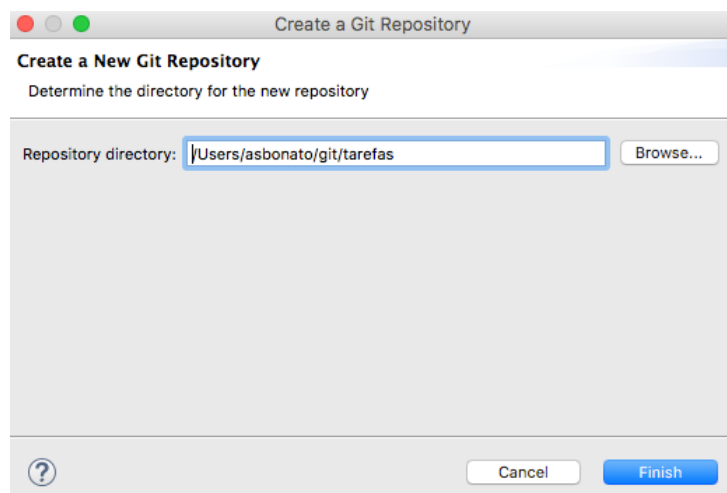 Create a Git Repository
Create a New Git Repository
Determine the directory for the new repository
Repository directory: /Users/asbonato/git/tarefas Browse...
? Cancel Finish